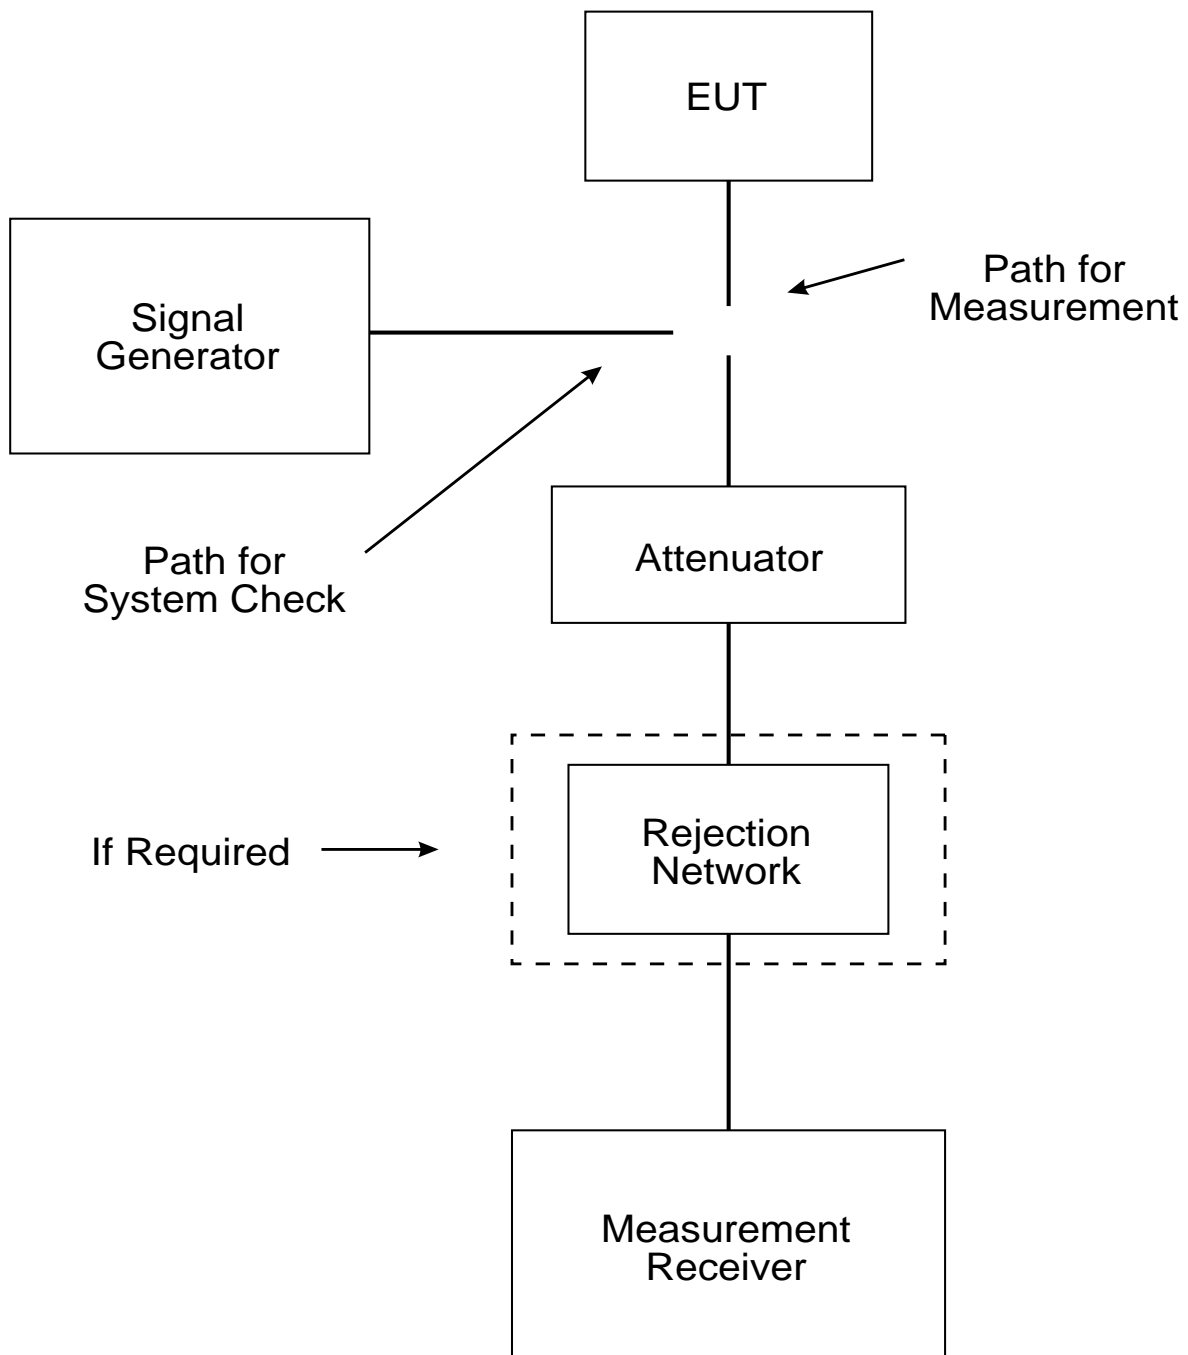 EUT
Signal
Generator
Path for
Measurement
Path for
System Check
Attenuator
If Required
Rejection
Network
Measurement
Receiver